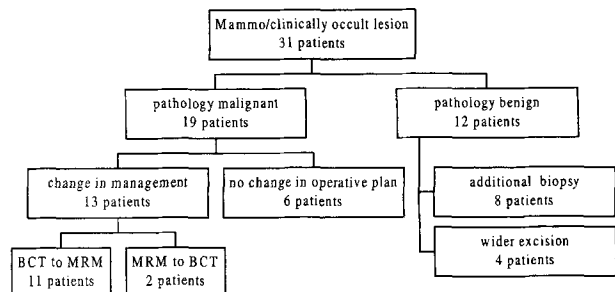 Mammo/clinically occult lesion
31 patients
pathology malignant
19 patients
pathology benign
12 patients
change in management
13 patients
no change in operative plan
6 patients
additional biopsy
8 patients
wider excision
4 patients
BCT to MRM
11 patients
MRM to BCT
2 patients